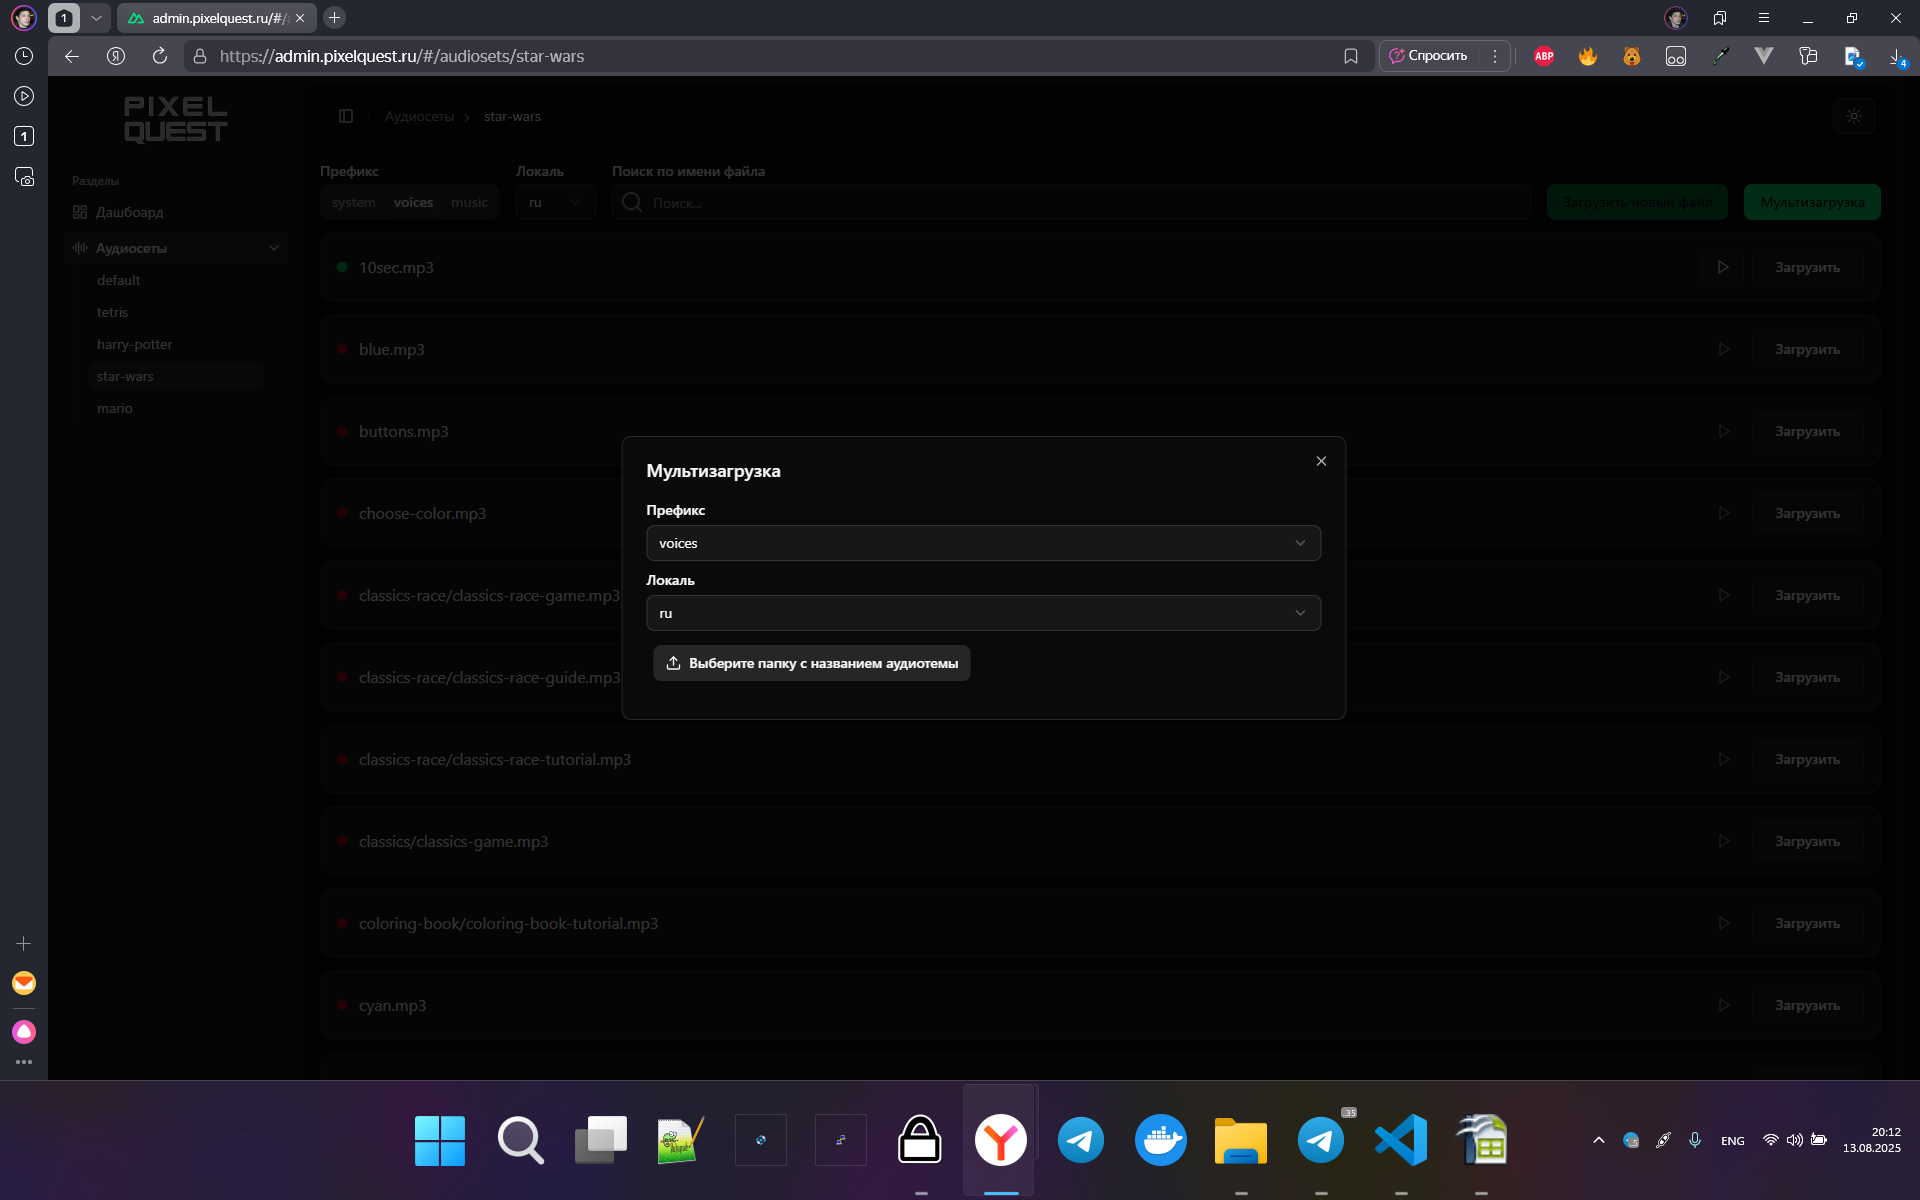 1
admin.pixelquest.ru/#/a
https://admin.pixelquest.ru/#/audiosets/star-wars
Спросить
ABP
4
1
PIXEL
QUEST
Аудиосеты
star-wars
Разделы
Дашбоард
Аудиосеты
default
tetris
harry-potter
star-wars
mario
Префикс
Локаль
Поиск по имени файла
system
voices
music
ru
Поиск...
Загрузить новый файл
Мультизагрузка
10sec.mp3
Загрузить
blue.mp3
Загрузить
buttons.mp3
Загрузить
choose-color.mp3
Загрузить
classics-race/classics-race-game.mp3
Загрузить
classics-race/classics-race-guide.mp3
Загрузить
classics-race/classics-race-tutorial.mp3
Загрузить
classics/classics-game.mp3
Загрузить
coloring-book/coloring-book-tutorial.mp3
Загрузить
cyan.mp3
Загрузить
Мультизагрузка
Префикс
voices
Локаль
ru
Выберите папку с названием аудиотемы
35
ENG
20:12
13.08.2025